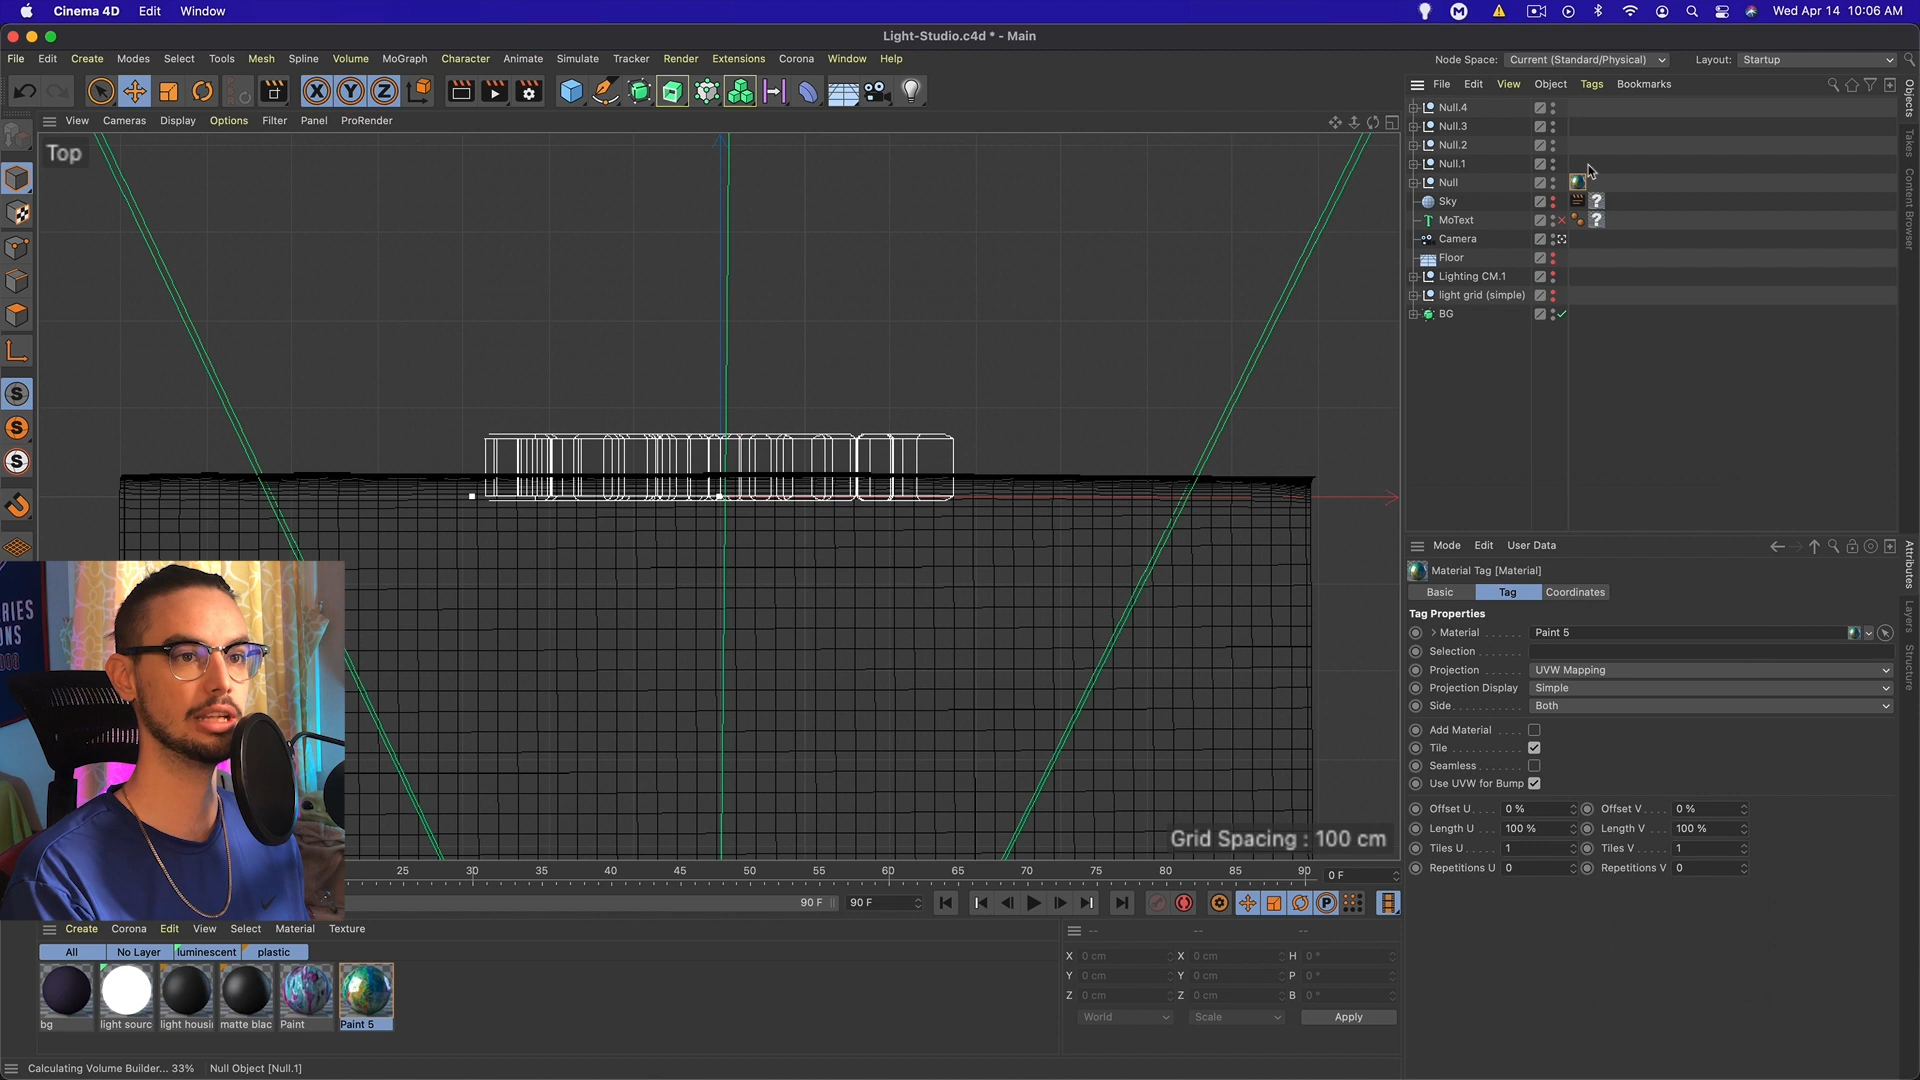 Cinema 4D Edit Window
Wed Apr 14 10:06 AM
Light-Studio.c4d * - Main
File Edit Create Modes Select Tools Mesh Spline Volume MoGraph Character Animate Simulate Tracker Render Extensions Corona Window Help
Node Space: Current (Standard/Physical) Layout: Startup
File Edit View Object Tags Bookmarks
View Cameras Display Options Filter Panel ProRender
Top
Null.4
Null.3
Null.2
Null.1
Null
Sky
MoText
Camera
Floor
Lighting CM.1
light grid (simple)
BG
Objects
Takes
Content Browser
Mode Edit User Data
Material Tag [Material]
Basic Tag Coordinates
Tag Properties
Material Paint 5
Selection
Projection UVW Mapping
Projection Display Simple
Side Both
Add Material
Tile
Seamless
Use UVW for Bump
Offset U 0 % Offset V 0 %
Length U 100 % Length V 100 %
Tiles U 1 Tiles V 1
Repetitions U 0 Repetitions V 0
Attributes
Layers
Structure
Grid Spacing : 100 cm
25 30 35 40 45 50 55 60 65 70 75 80 85 90
0 F
90 F 90 F
Create Corona Edit View Select Material Texture
All No Layer luminescent plastic
bg light sourc light housi matte blac Paint Paint 5
-- -- --
X 0 cm X 0 cm H 0 °
Y 0 cm Y 0 cm P 0 °
Z 0 cm Z 0 cm B 0 °
World Scale Apply
Calculating Volume Builder... 33% Null Object [Null.1]